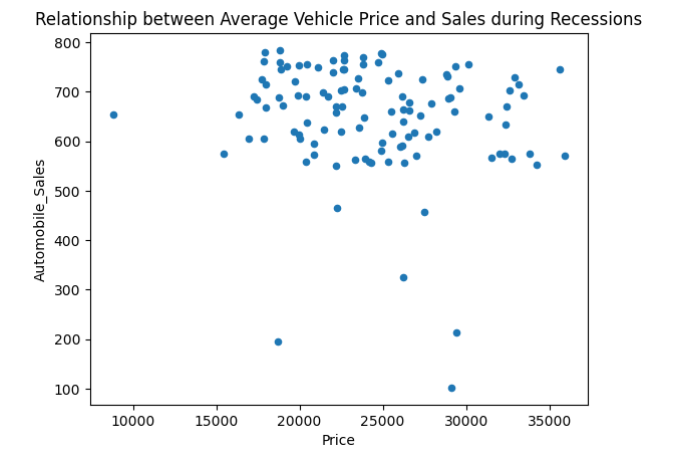 Relationship between Average Vehicle Price and Sales during Recessions
800
700
600
500
400
300
200
100
Automobile_Sales
10000 15000 20000 25000 30000 35000
Price